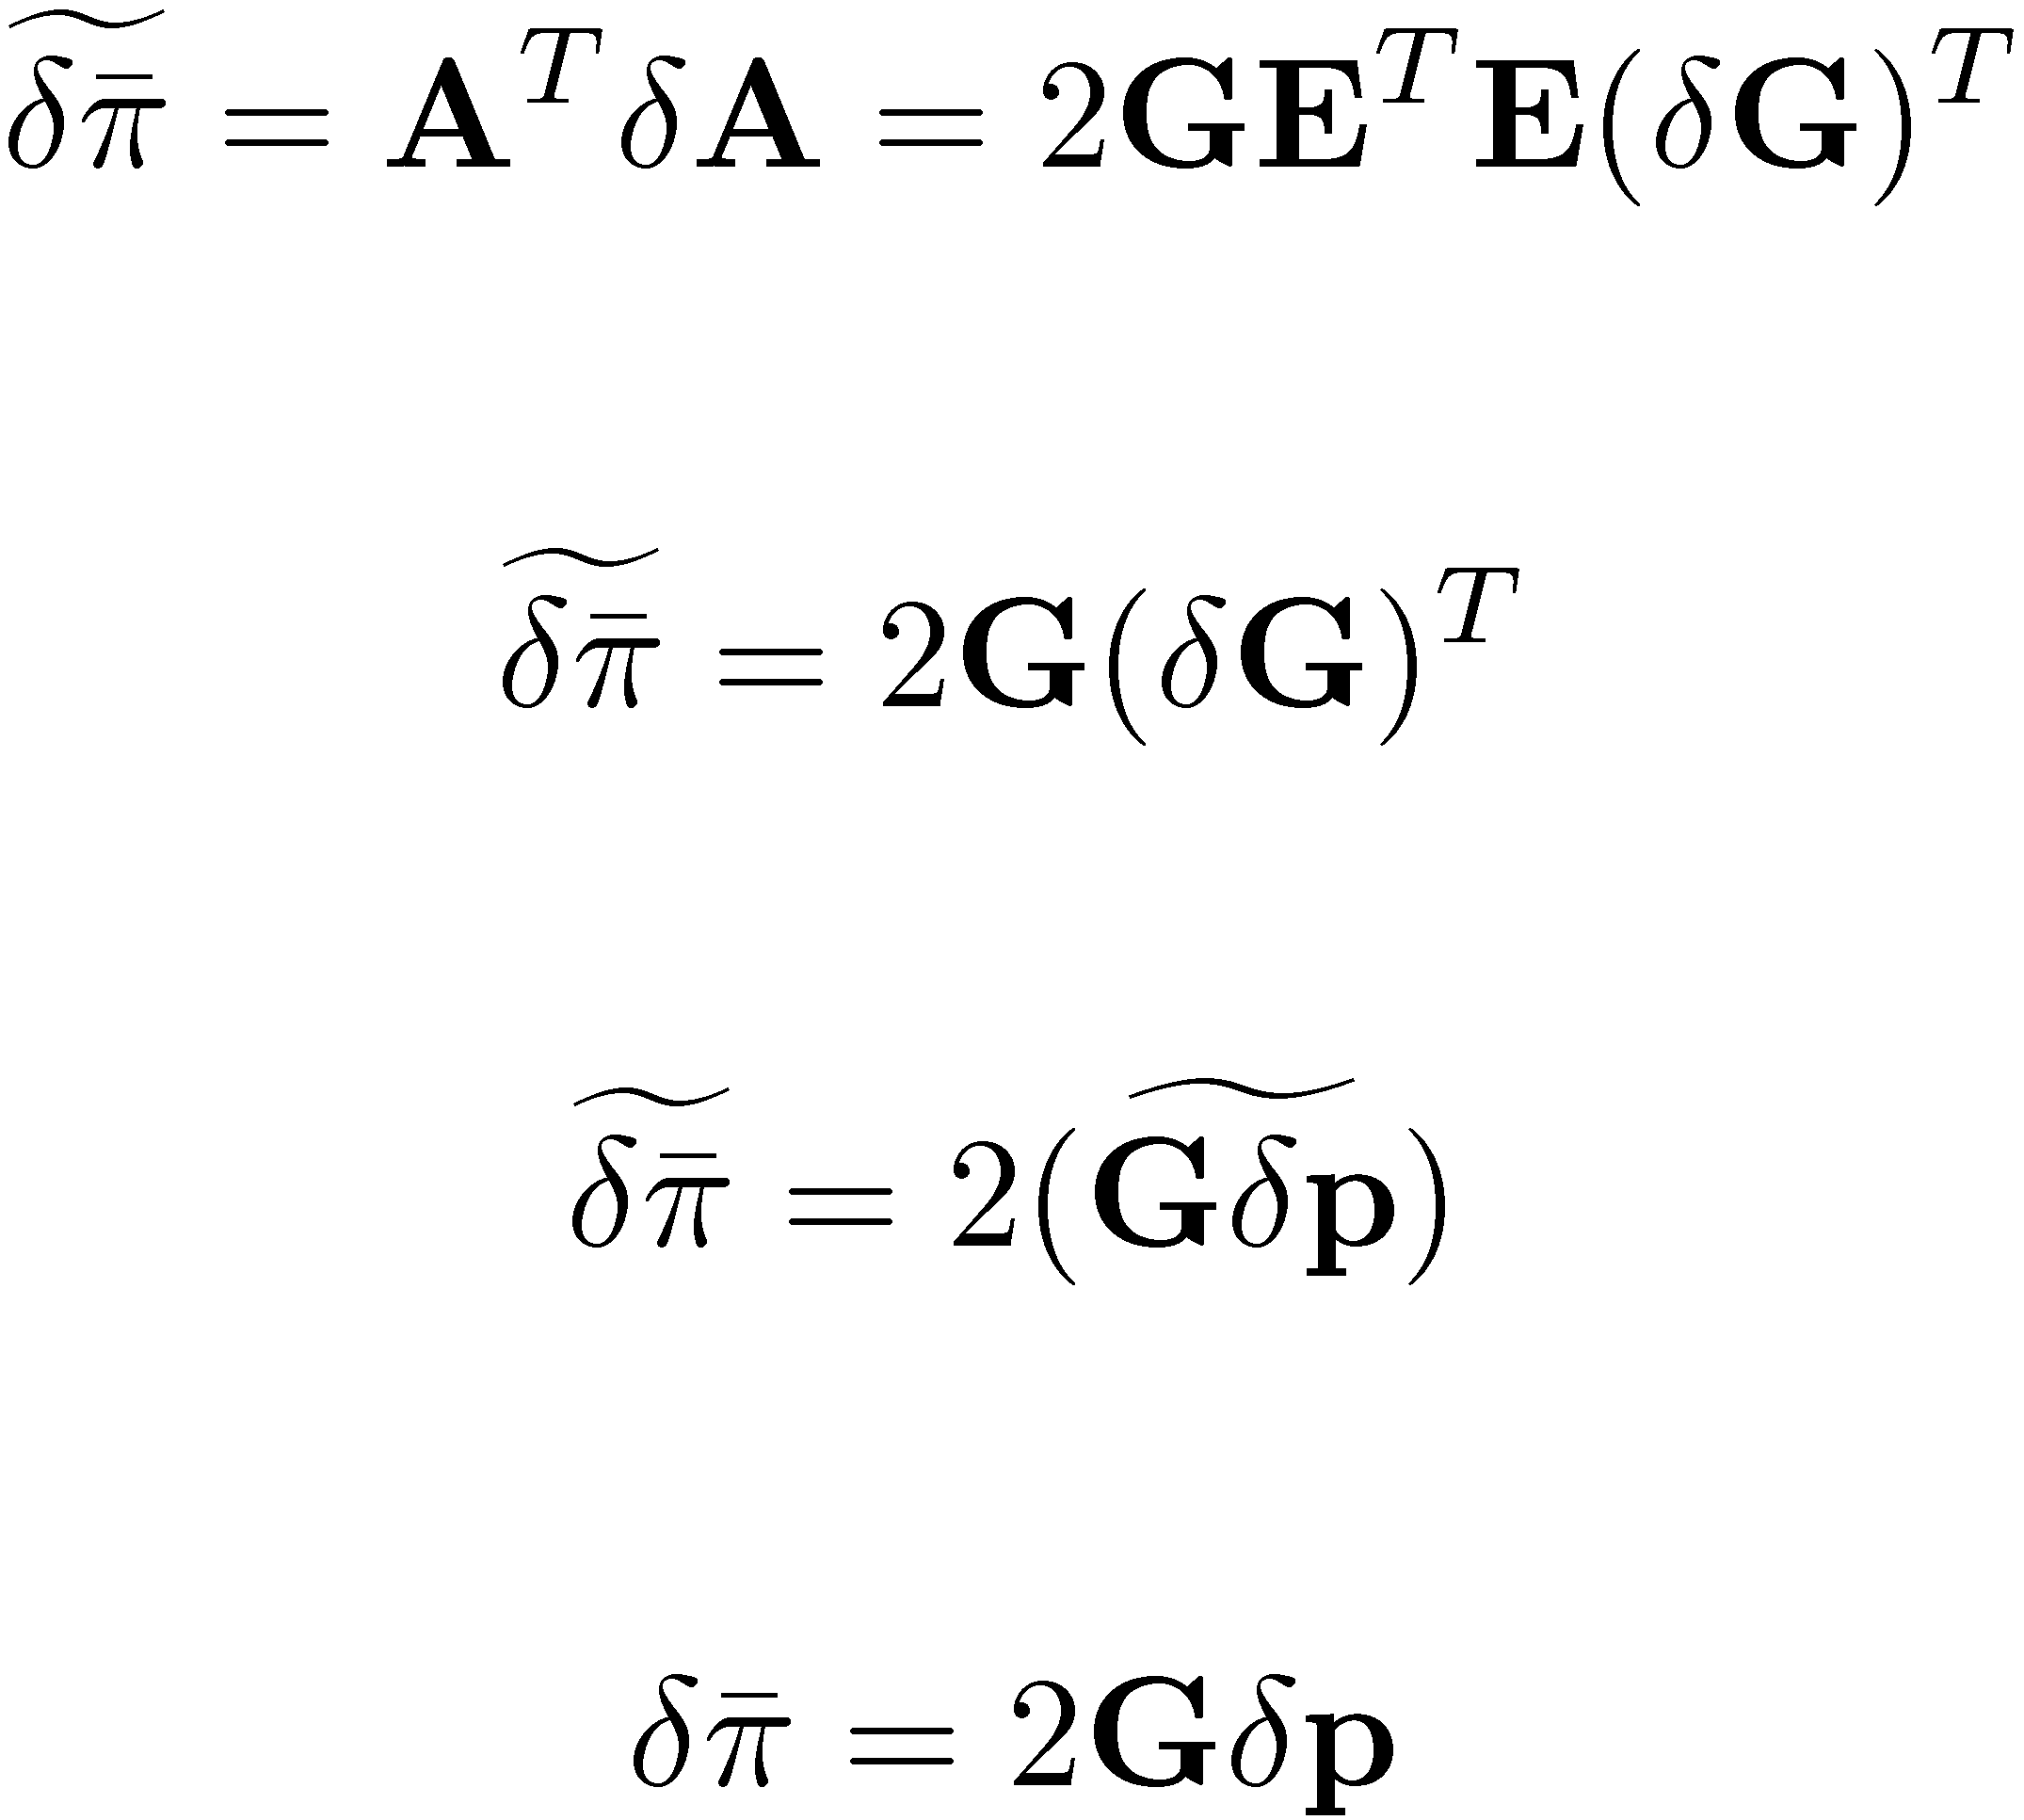 $\widetilde{\delta\bar{\pi}} = \mathbf{A}^T \delta\mathbf{A} = 2\mathbf{G}\mathbf{E}^T\mathbf{E}(\delta\mathbf{G})^T$
$\widetilde{\delta\bar{\pi}} = 2\mathbf{G}(\delta\mathbf{G})^T$
$\widetilde{\delta\bar{\pi}} = 2(\widetilde{\mathbf{G}\delta\mathbf{p}})$
$\delta\bar{\pi} = 2\mathbf{G}\delta\mathbf{p}$